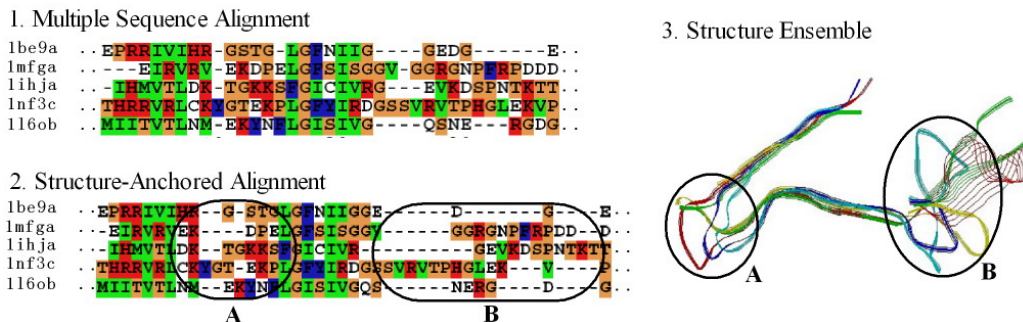 1. Multiple Sequence Alignment
1be9a ..EPRRIVIHR-GSTG-LGFNIIG----GEDG------E..
1mfga ..---EIRVRV-EKDPELGFSISGGV-GGRGNPFRPDDD..
1ihja ..-IHMVTLDK-TGKKSFGICIVRG----EVKDSPNTKTT..
1nf3c ..THRRVRLCKYGTEKPLGFYIRDGSSVRVTPHGLEKVP..
1l6ob ..MIITVTLNM-EKYNFLGISIVG----QSNE---RGDG..
2. Structure-Anchored Alignment
1be9a ..-EPRRIVIHR--G-STGLGFNIIGGE-------D------G---E..
1mfga ..-EIRVRVEK---DPELGFSISGGV-----GGRGNPFRPDD--D..
1ihja ..-IHMVTLDK--TGKKSFGICIVR--------GEVKDSPNTKTT..
1nf3c ..THRRVRLCKYGT-EKPLGFYIRDGSSVRVTPHGLEK---V---P..
1l6ob ..MIITVTLNM--EKYNFLGISIVGQS------NERG---D---G..
A
B
3. Structure Ensemble
A
B